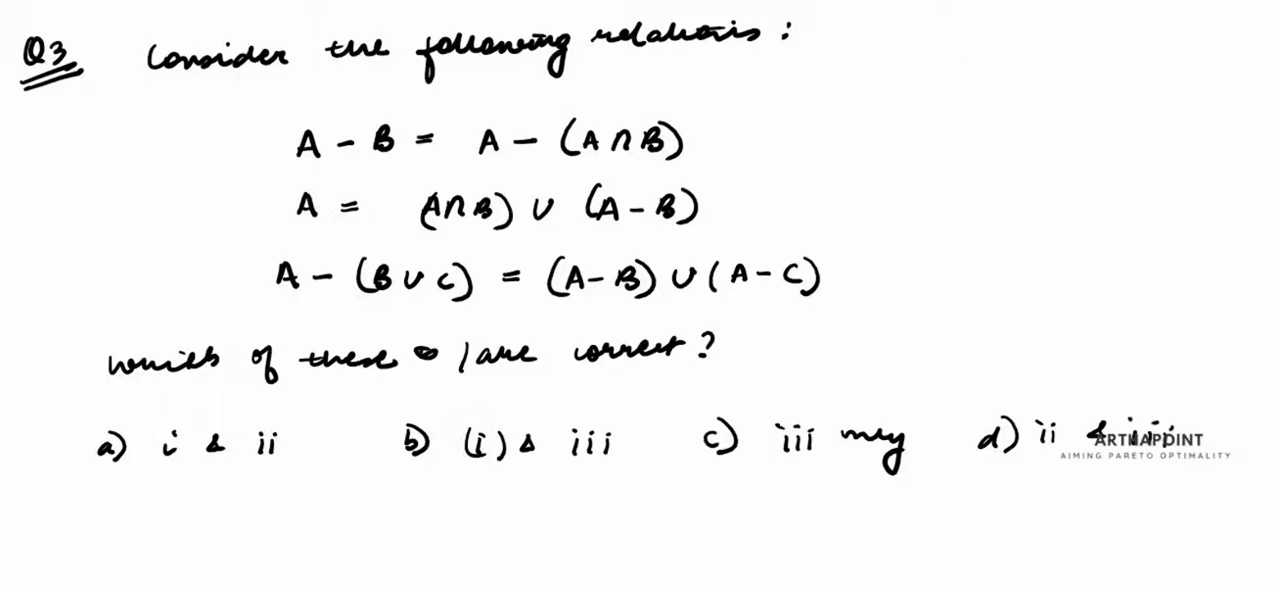 Q3 Consider the following relations :
A - B = A - (A ∩ B)
A = (A ∩ B) ∪ (A - B)
A - (B ∪ C) = (A - B) ∪ (A - C)
which of these / are correct ?
a) i & ii b) (i) & iii c) iii only d) ii & iii
ARTHAPOINT
AIMING PARETO OPTIMALITY